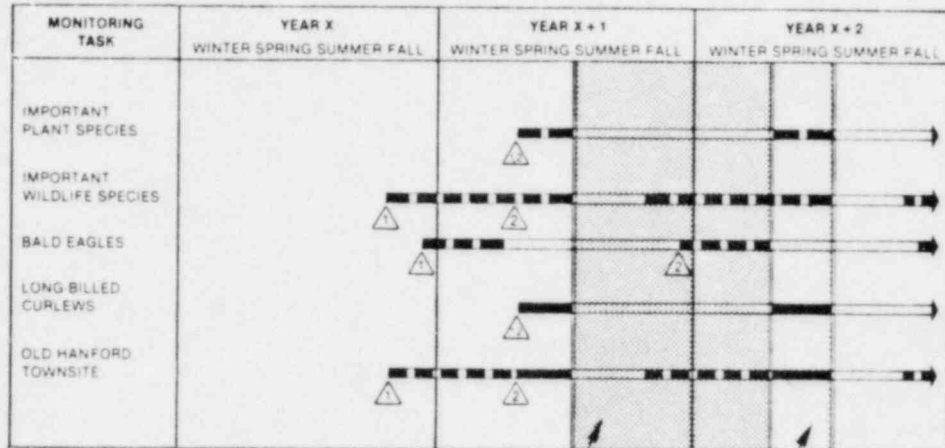 MONITORING
TASK
YEAR X
WINTER SPRING SUMMER FALL
YEAR X + 1
WINTER SPRING SUMMER FALL
YEAR X + 2
WINTER SPRING SUMMER FALL
IMPORTANT
PLANT SPECIES
IMPORTANT
WILDLIFE SPECIES
1
2
BALD EAGLES
1
2
LONG BILLED
CURLEWS
OLD HANFORD
TOWNSITE
1
2